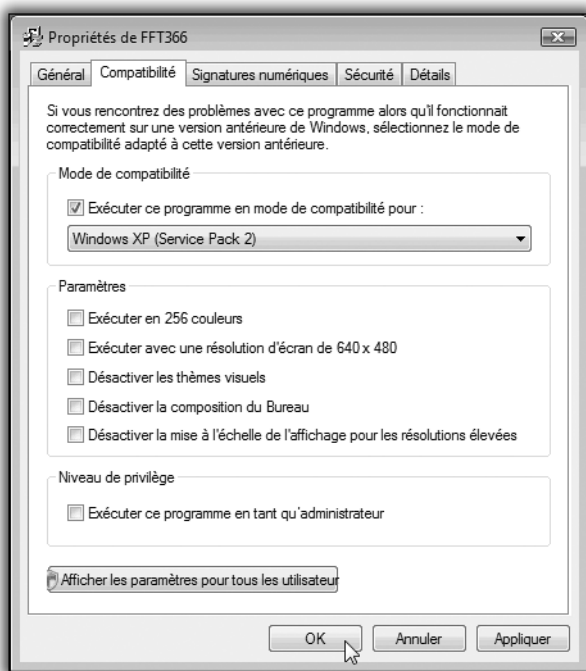 Propriétés de FFT366
Général Compatibilité Signatures numériques Sécurité Détails
Si vous rencontrez des problèmes avec ce programme alors qu'il fonctionnait
correctement sur une version antérieure de Windows, sélectionnez le mode de
compatibilité adapté à cette version antérieure.
Mode de compatibilité
Exécuter ce programme en mode de compatibilité pour :
Windows XP (Service Pack 2)
Paramètres
Exécuter en 256 couleurs
Exécuter avec une résolution d'écran de 640 x 480
Désactiver les thèmes visuels
Désactiver la composition du Bureau
Désactiver la mise à l'échelle de l'affichage pour les résolutions élevées
Niveau de privilège
Exécuter ce programme en tant qu'administrateur
Afficher les paramètres pour tous les utilisateur
OK Annuler Appliquer